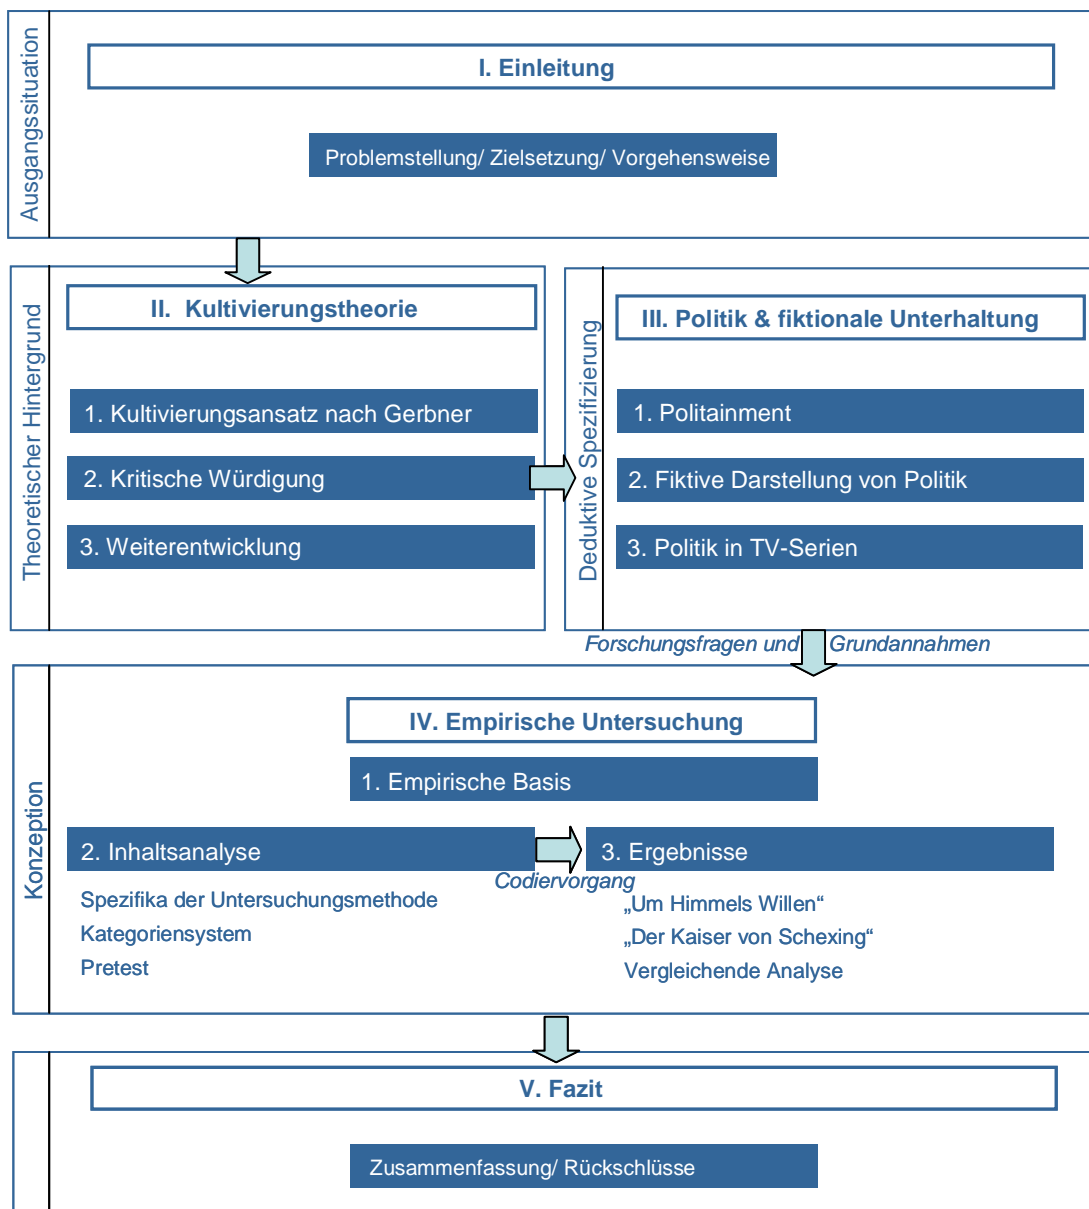 Ausgangssituation
I. Einleitung
Problemstellung/ Zielsetzung/ Vorgehensweise
Theoretischer Hintergrund
II. Kultivierungstheorie
1. Kultivierungsansatz nach Gerbner
2. Kritische Würdigung
3. Weiterentwicklung
Deduktive Spezifizierung
III. Politik & fiktionale Unterhaltung
1. Politainment
2. Fiktive Darstellung von Politik
3. Politik in TV-Serien
Forschungsfragen und Grundannahmen
Konzeption
IV. Empirische Untersuchung
1. Empirische Basis
2. Inhaltsanalyse
Spezifika der Untersuchungsmethode
Kategoriensystem
Pretest
Codiervorgang
3. Ergebnisse
„Um Himmels Willen“
„Der Kaiser von Schexing“
Vergleichende Analyse
V. Fazit
Zusammenfassung/ Rückschlüsse